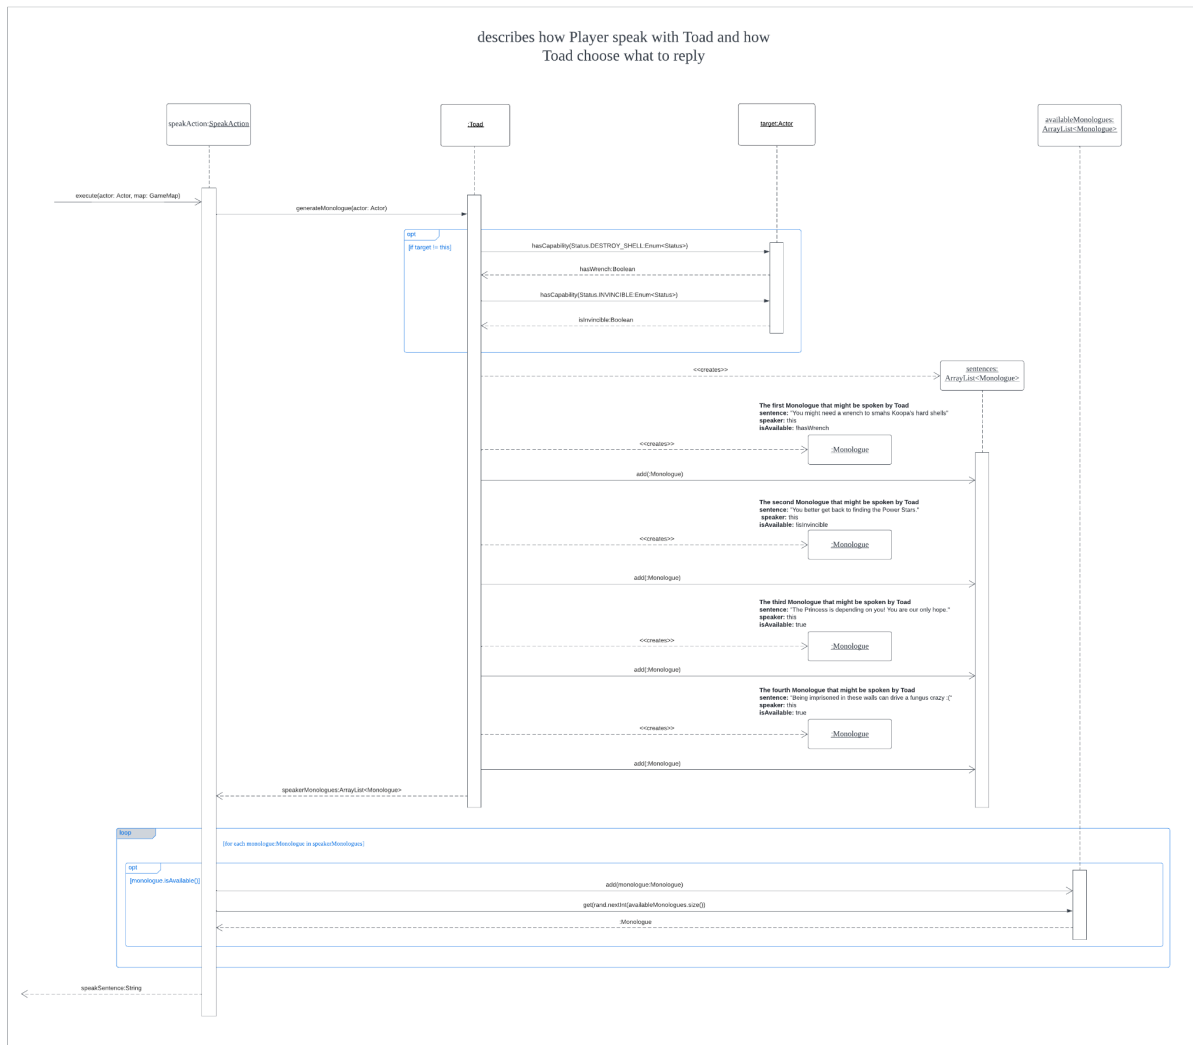 describes how Player speak with Toad and how
Toad choose what to reply
speakAction:SpeakAction
:Toad
target:Actor
availableMonologues:
ArrayList<Monologue>
execute(actor: Actor, map: GameMap)
generateMonologue(actor: Actor)
opt
[if target != this]
hasCapability(Status.DESTROY_SHELL:Enum<Status>)
hasWrench:Boolean
hasCapability(Status.INVINCIBLE:Enum<Status>)
isInvincible:Boolean
<<creates>>
sentences:
ArrayList<Monologue>
The first Monologue that might be spoken by Toad
sentence: "You might need a wrench to smahs Koopa's hard shells"
speaker: this
isAvailable: !hasWrench
<<creates>>
:Monologue
add(:Monologue)
The second Monologue that might be spoken by Toad
sentence: "You better get back to finding the Power Stars."
speaker: this
isAvailable: !isInvincible
<<creates>>
:Monologue
add(:Monologue)
The third Monologue that might be spoken by Toad
sentence: "The Princess is depending on you! You are our only hope."
speaker: this
isAvailable: true
<<creates>>
:Monologue
add(:Monologue)
The fourth Monologue that might be spoken by Toad
sentence: "Being imprisoned in these walls can drive a fungus crazy :("
speaker: this
isAvailable: true
<<creates>>
:Monologue
add(:Monologue)
speakerMonologues:ArrayList<Monologue>
loop
[for each monologue:Monologue in speakerMonologues]
opt
[monologue.isAvailable()]
add(monologue:Monologue)
get(rand.nextInt(availableMonologues.size())
:Monologue
speakSentence:String